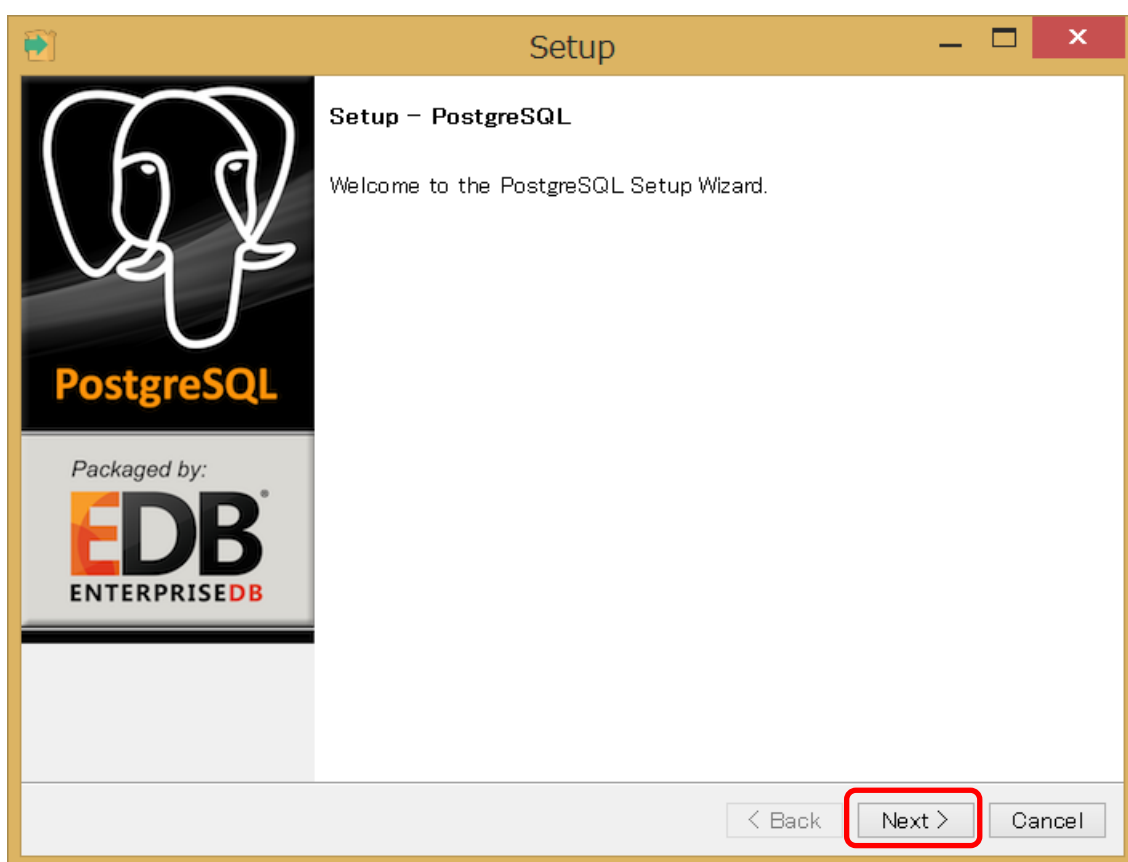 Setup
Setup - PostgreSQL
Welcome to the PostgreSQL Setup Wizard.
PostgreSQL
Packaged by:
EDB®
ENTERPRISEDB
< Back
Next >
Cancel